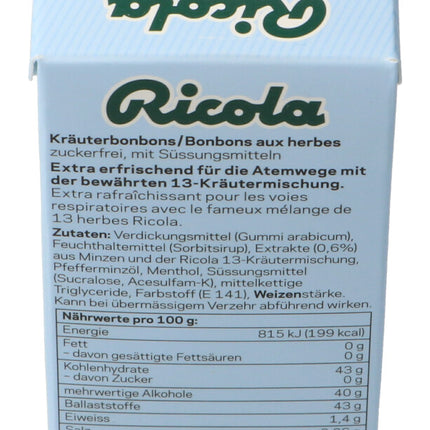 Ricola
Ricola
Kräuterbonbons/Bonbons aux herbes
zuckerfrei, mit Süssungsmitteln
Extra erfrischend für die Atemwege mit
der bewährten 13-Kräutermischung.
Extra rafraîchissant pour les voies
respiratoires avec le fameux mélange de
13 herbes Ricola.
Zutaten: Verdickungsmittel (Gummi arabicum),
Feuchthaltemittel (Sorbitsirup), Extrakte (0,6%)
aus Minzen und der Ricola 13-Kräutermischung,
Pfefferminzöl, Menthol, Süssungsmittel
(Sucralose, Acesulfam-K), mittelkettige
Triglyceride, Farbstoff (E 141), Weizenstärke.
Kann bei übermässigem Verzehr abführend wirken.
Nährwerte pro 100 g:
Energie 815 kJ (199 kcal)
Fett 0 g
– davon gesättigte Fettsäuren 0 g
Kohlenhydrate 43 g
– davon Zucker 0 g
mehrwertige Alkohole 40 g
Ballaststoffe 43 g
Eiweiss 1,4 g